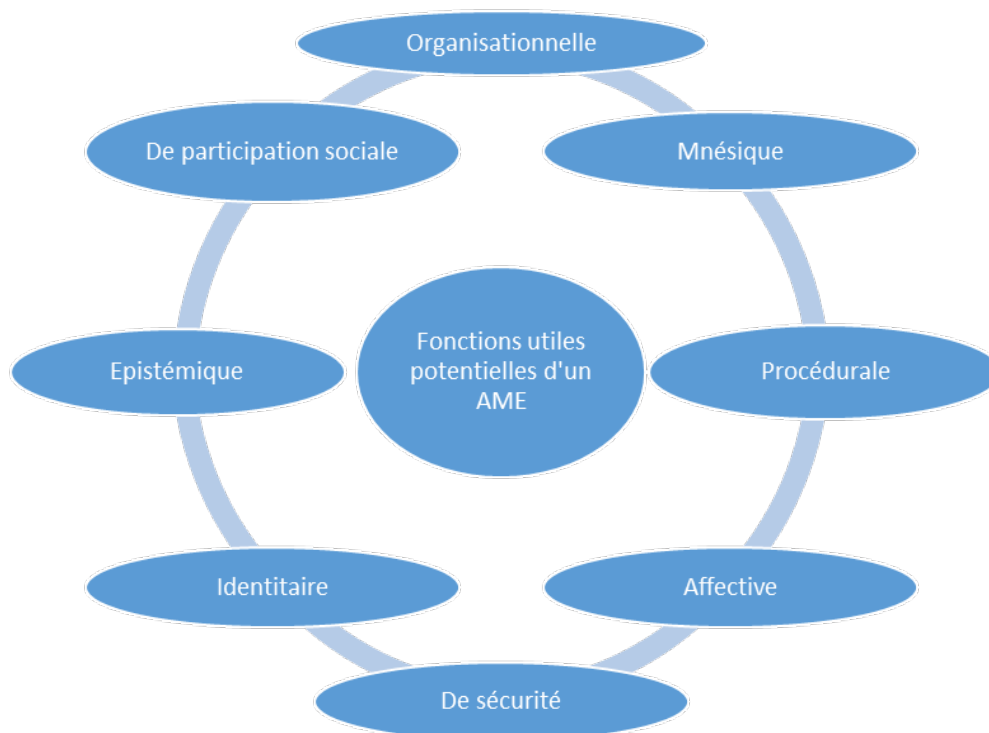 Organisationnelle
De participation sociale
Mnésique
Fonctions utiles
potentielles d'un
AME
Epistémique
Procédurale
Identitaire
Affective
De sécurité